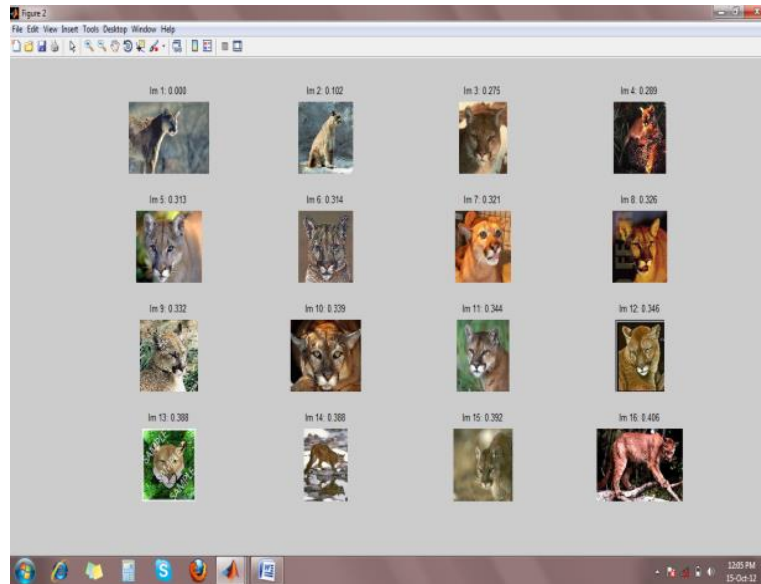 Figure 2
File Edit View Insert Tools Desktop Window Help
Im 1: 0.000
Im 2: 0.102
Im 3: 0.275
Im 4: 0.289
Im 5: 0.313
Im 6: 0.314
Im 7: 0.321
Im 8: 0.326
Im 9: 0.332
Im 10: 0.339
Im 11: 0.344
Im 12: 0.346
Im 13: 0.388
Im 14: 0.388
Im 15: 0.392
Im 16: 0.406
SAMPLE
SAMPLE
12:05 PM
15-Oct-12